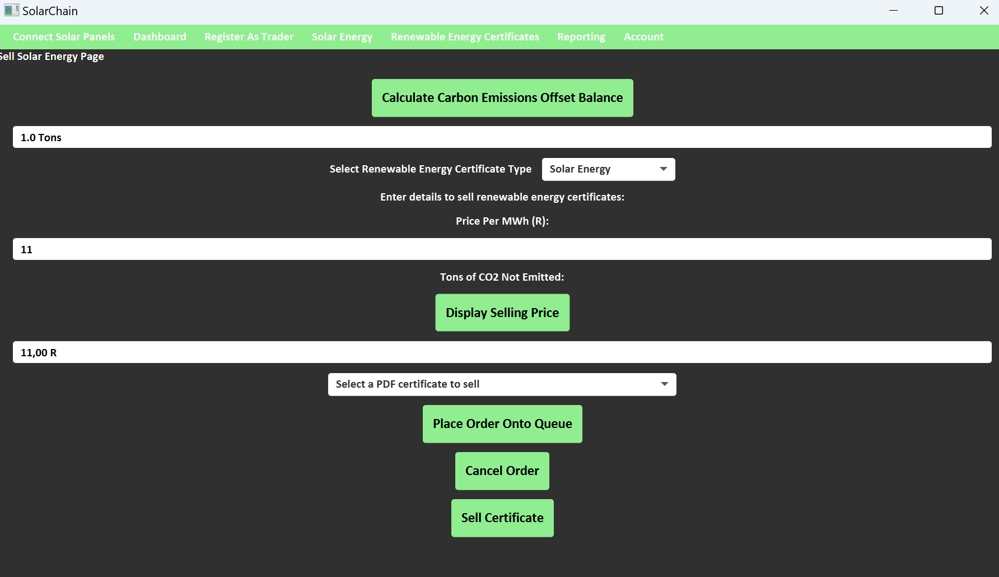 SolarChain
Connect Solar Panels Dashboard Register As Trader Solar Energy Renewable Energy Certificates Reporting Account
Sell Solar Energy Page
Calculate Carbon Emissions Offset Balance
1.0 Tons
Select Renewable Energy Certificate Type Solar Energy
Enter details to sell renewable energy certificates:
Price Per MWh (R):
11
Tons of CO2 Not Emitted:
Display Selling Price
11,00 R
Select a PDF certificate to sell
Place Order Onto Queue
Cancel Order
Sell Certificate